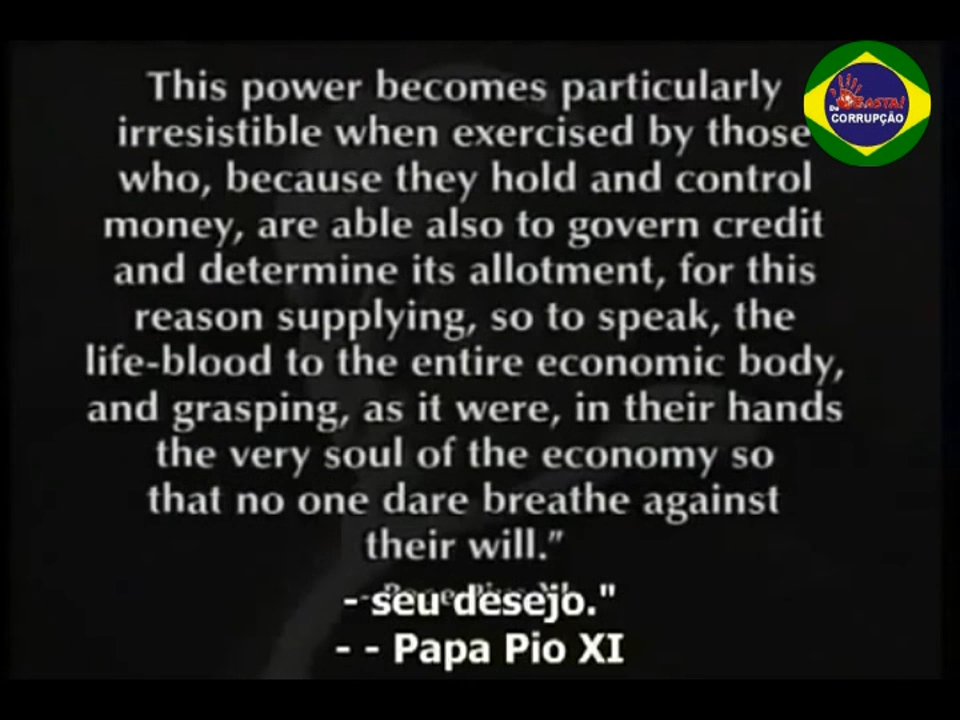 This power becomes particularly
irresistible when exercised by those
who, because they hold and control
money, are able also to govern credit
and determine its allotment, for this
reason supplying, so to speak, the
life-blood to the entire economic body,
and grasping, as it were, in their hands
the very soul of the economy so
that no one dare breathe against
their will.”
- seu desejo."
- - Papa Pio XI
BASTA!
De
CORRUPÇÃO